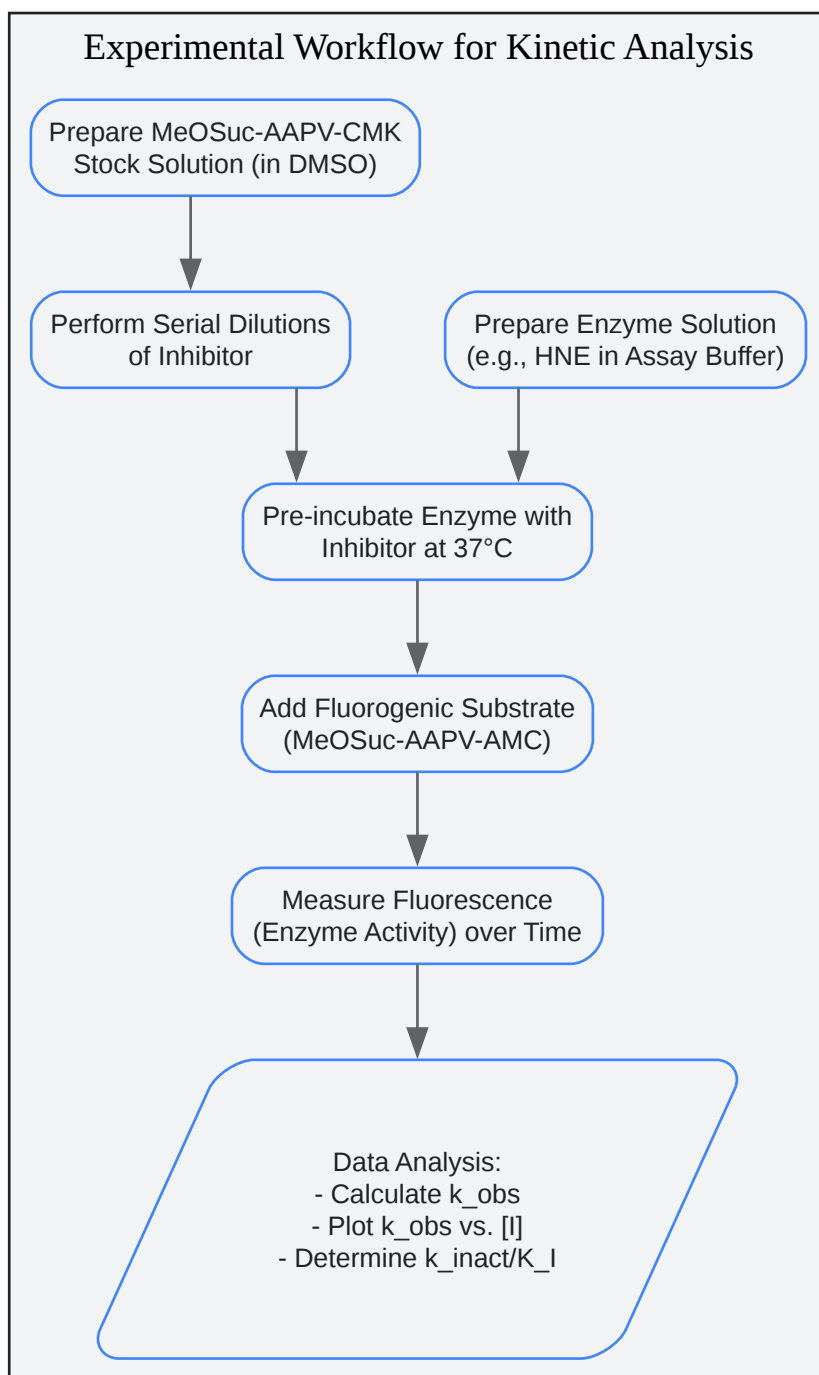 Experimental Workflow for Kinetic Analysis
Prepare MeOSuc-AAPV-CMK
Stock Solution (in DMSO)
Perform Serial Dilutions
of Inhibitor
Prepare Enzyme Solution
(e.g., HNE in Assay Buffer)
Pre-incubate Enzyme with
Inhibitor at 37°C
Add Fluorogenic Substrate
(MeOSuc-AAPV-AMC)
Measure Fluorescence
(Enzyme Activity) over Time
Data Analysis:
- Calculate k_obs
- Plot k_obs vs. [I]
- Determine k_inact/K_I